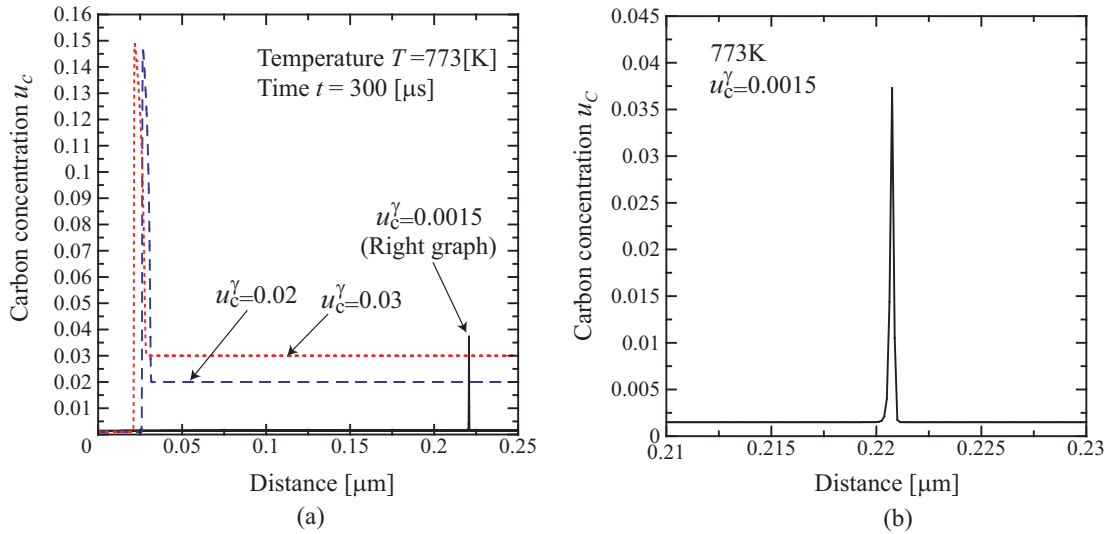 0.16
0.15
0.14
0.13
0.12
0.11
0.1
0.09
0.08
0.07
0.06
0.05
0.04
0.03
0.02
0.01
Carbon concentration u_C
Temperature T =773[K]
Time t = 300 [μs]
u_c^γ=0.0015
(Right graph)
u_c^γ=0.02
u_c^γ=0.03
0
0.05
0.1
0.15
0.2
0.25
Distance [μm]
(a)
0.045
0.04
0.035
0.03
0.025
0.02
0.015
0.01
0.005
0
Carbon concentration u_C
773K
u_c^γ=0.0015
0.21
0.215
0.22
0.225
0.23
Distance [μm]
(b)